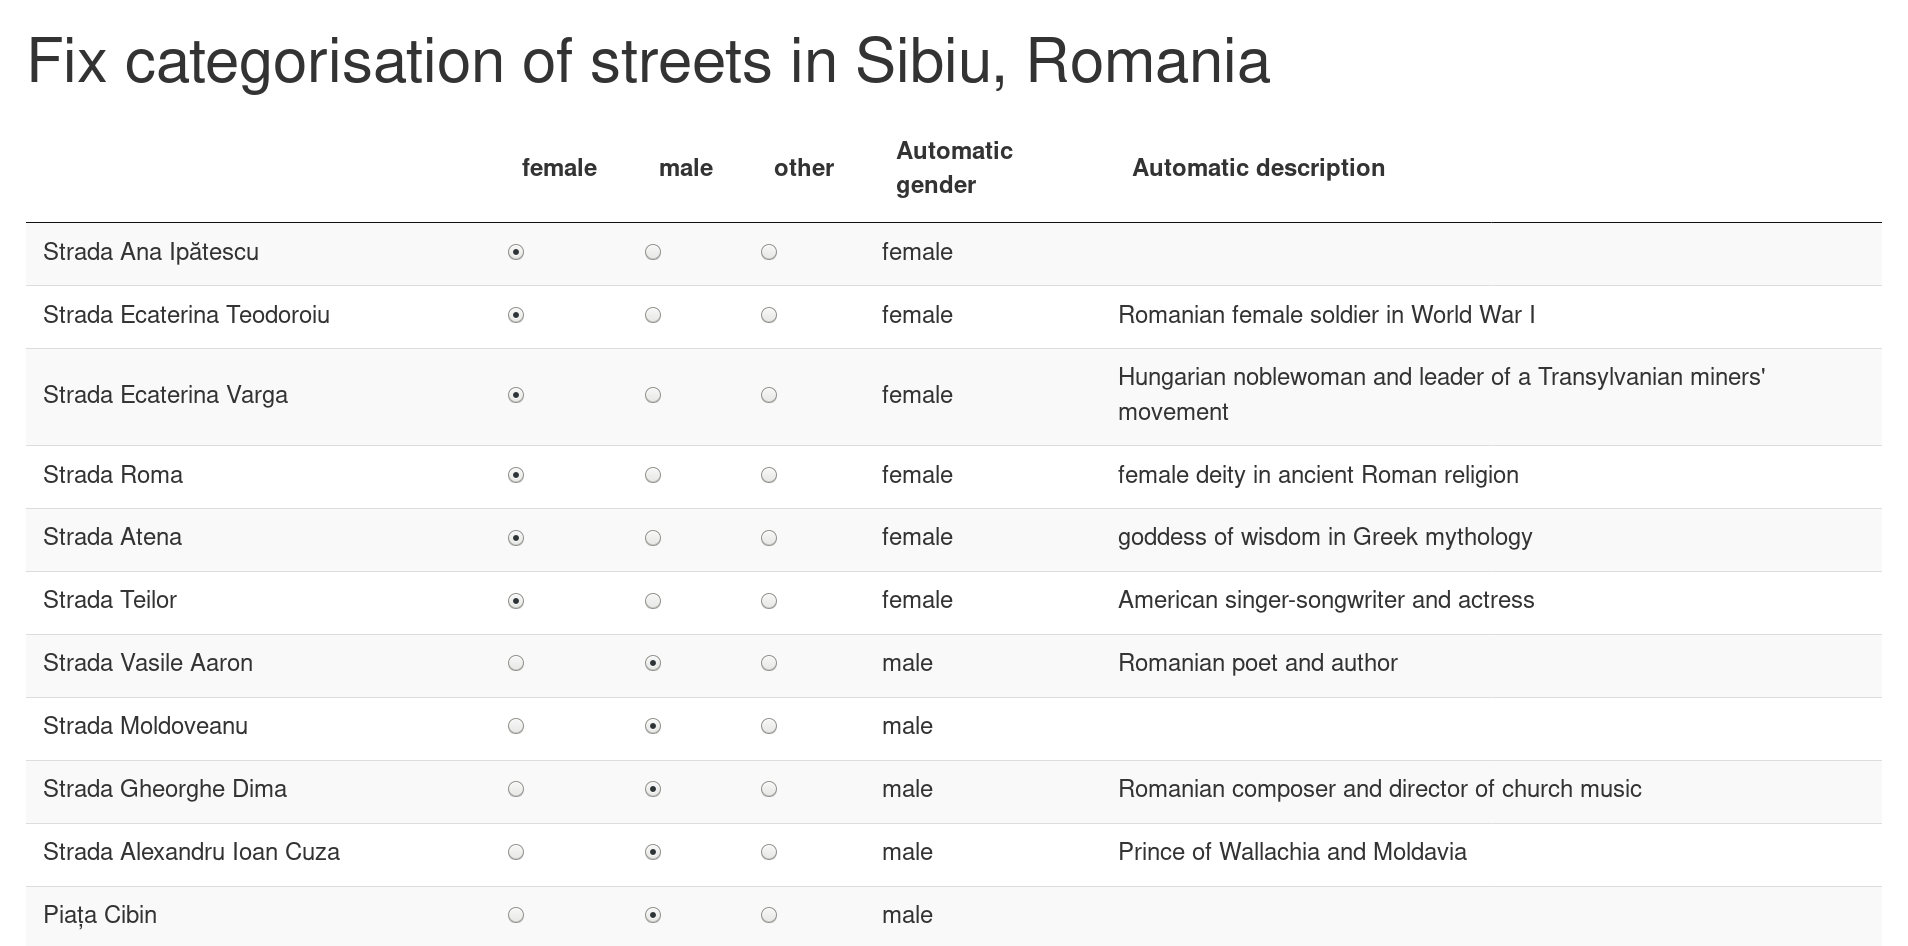 Fix categorisation of streets in Sibiu, Romania
female male other Automatic gender Automatic description
Strada Ana Ipătescu female
Strada Ecaterina Teodoroiu female Romanian female soldier in World War I
Strada Ecaterina Varga female Hungarian noblewoman and leader of a Transylvanian miners' movement
Strada Roma female female deity in ancient Roman religion
Strada Atena female goddess of wisdom in Greek mythology
Strada Teilor female American singer-songwriter and actress
Strada Vasile Aaron male Romanian poet and author
Strada Moldoveanu male
Strada Gheorghe Dima male Romanian composer and director of church music
Strada Alexandru Ioan Cuza male Prince of Wallachia and Moldavia
Piața Cibin male